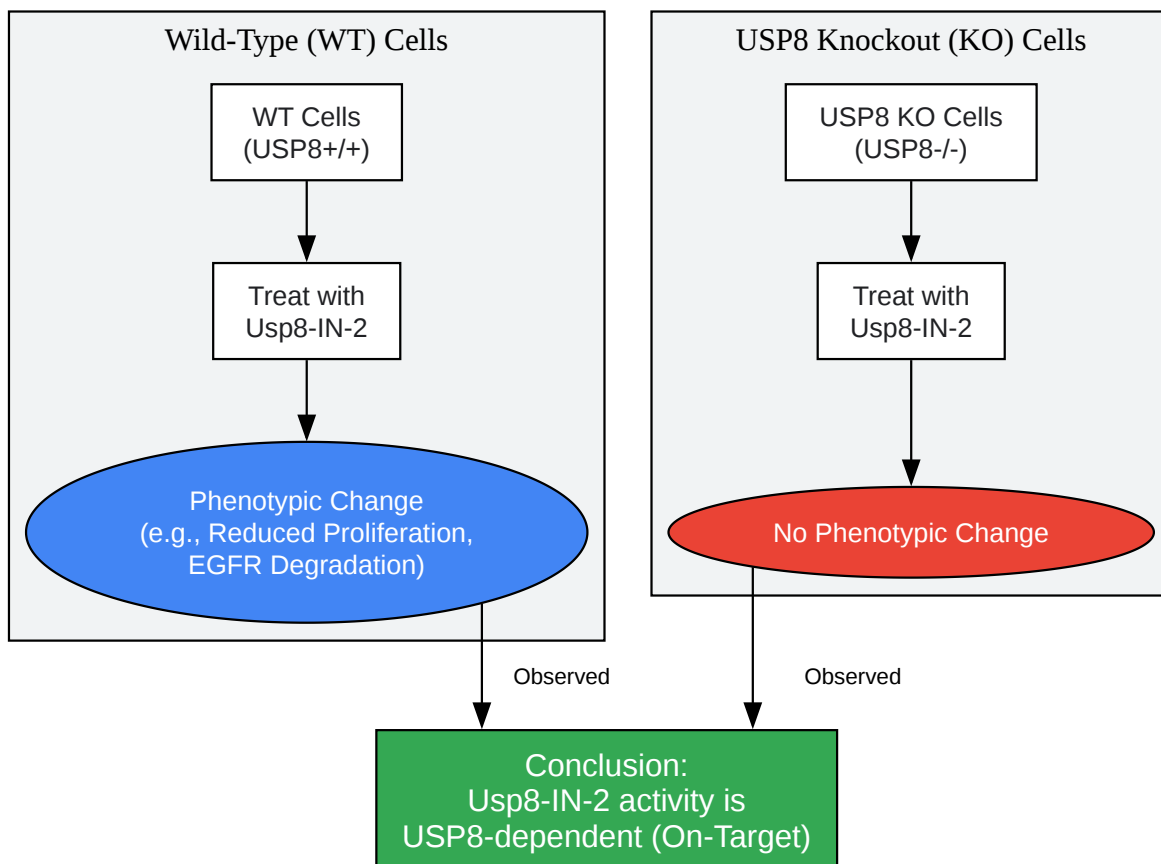 Wild-Type (WT) Cells
WT Cells
(USP8+/+)
Treat with
Usp8-IN-2
Phenotypic Change
(e.g., Reduced Proliferation,
EGFR Degradation)
Observed
USP8 Knockout (KO) Cells
USP8 KO Cells
(USP8-/-)
Treat with
Usp8-IN-2
No Phenotypic Change
Observed
Conclusion:
Usp8-IN-2 activity is
USP8-dependent (On-Target)